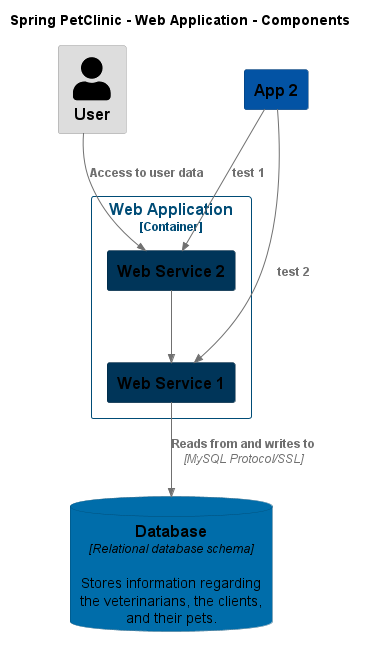 Spring PetClinic - Web Application - Components
User
App 2
Access to user data
test 1
Web Application
[Container]
Web Service 2
test 2
Web Service 1
Reads from and writes to
[MySQL Protocol/SSL]
Database
[Relational database schema]
Stores information regarding
the veterinarians, the clients,
and their pets.